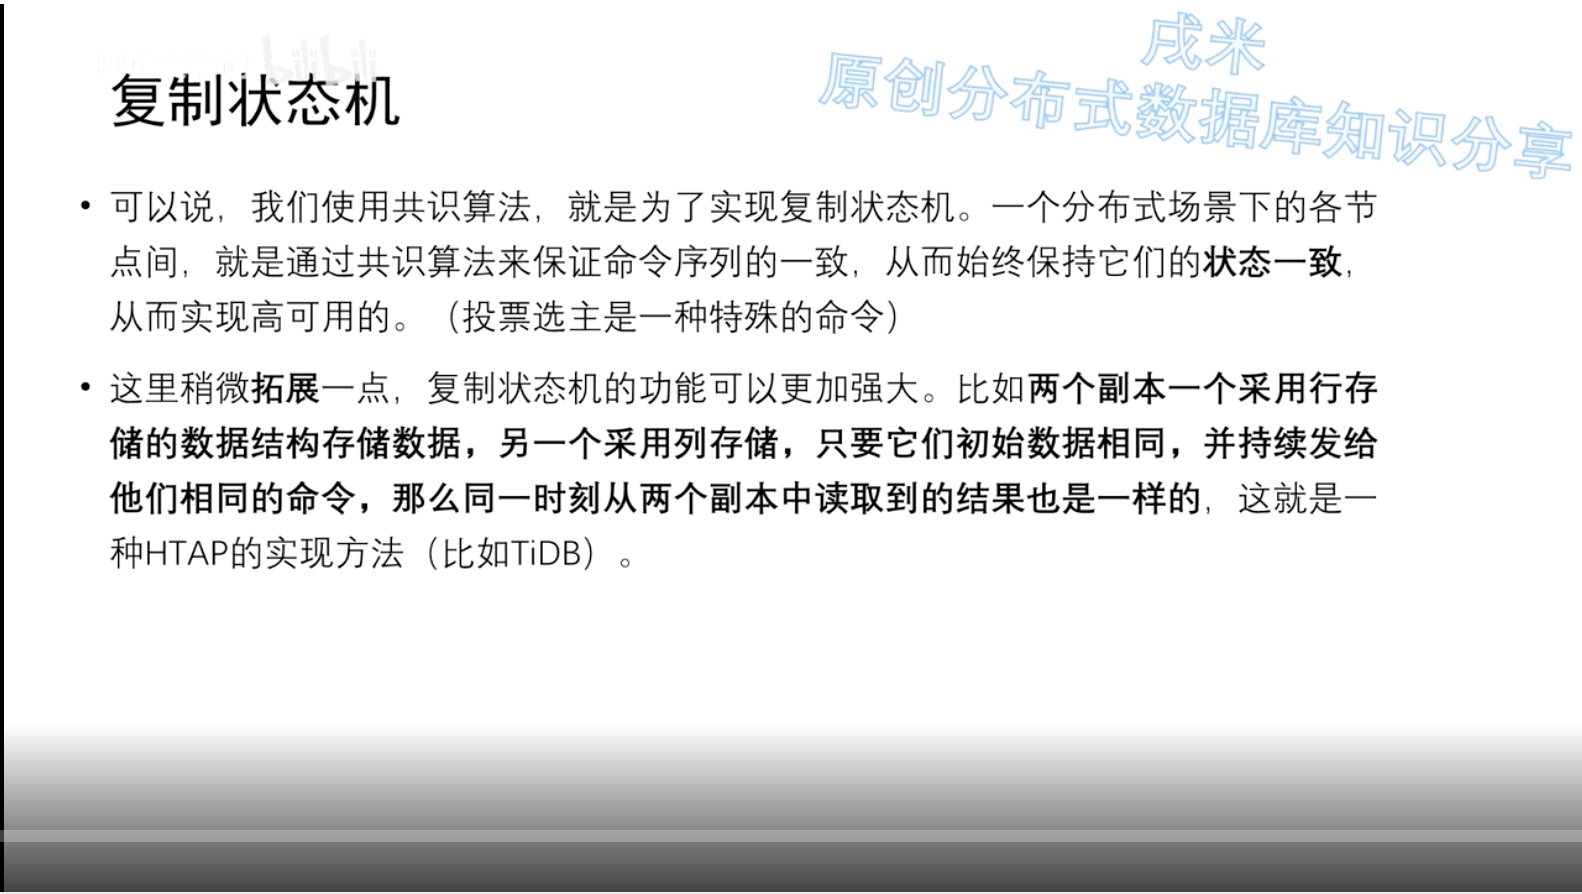 戌米
原创分布式数据库知识分享
bilibili
复制状态机
• 可以说，我们使用共识算法，就是为了实现复制状态机。一个分布式场景下的各节
点间，就是通过共识算法来保证命令序列的一致，从而始终保持它们的状态一致，
从而实现高可用的。（投票选主是一种特殊的命令）
• 这里稍微拓展一点，复制状态机的功能可以更加强大。比如两个副本一个采用行存
储的数据结构存储数据，另一个采用列存储，只要它们初始数据相同，并持续发给
他们相同的命令，那么同一时刻从两个副本中读取到的结果也是一样的，这就是一
种HTAP的实现方法（比如TiDB）。